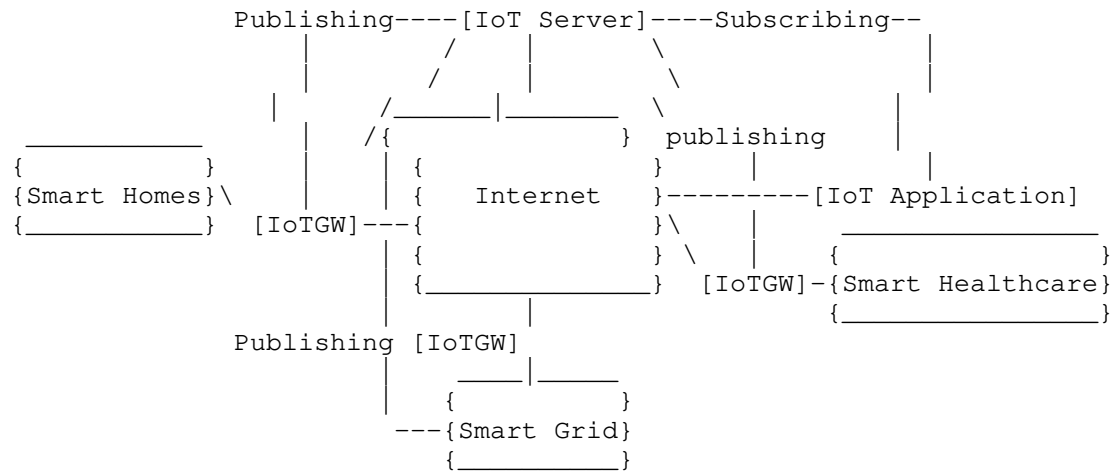 Publishing----[IoT Server]----Subscribing--
publishing
{Smart Homes}\ Internet }---------[IoT Application]
[IoTGW]---{
[IoTGW]-{Smart Healthcare}
Publishing [IoTGW]
---{Smart Grid}